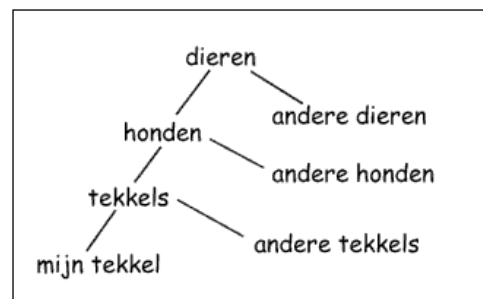 dieren
andere dieren
honden
andere honden
tekkels
andere tekkels
mijn tekkel